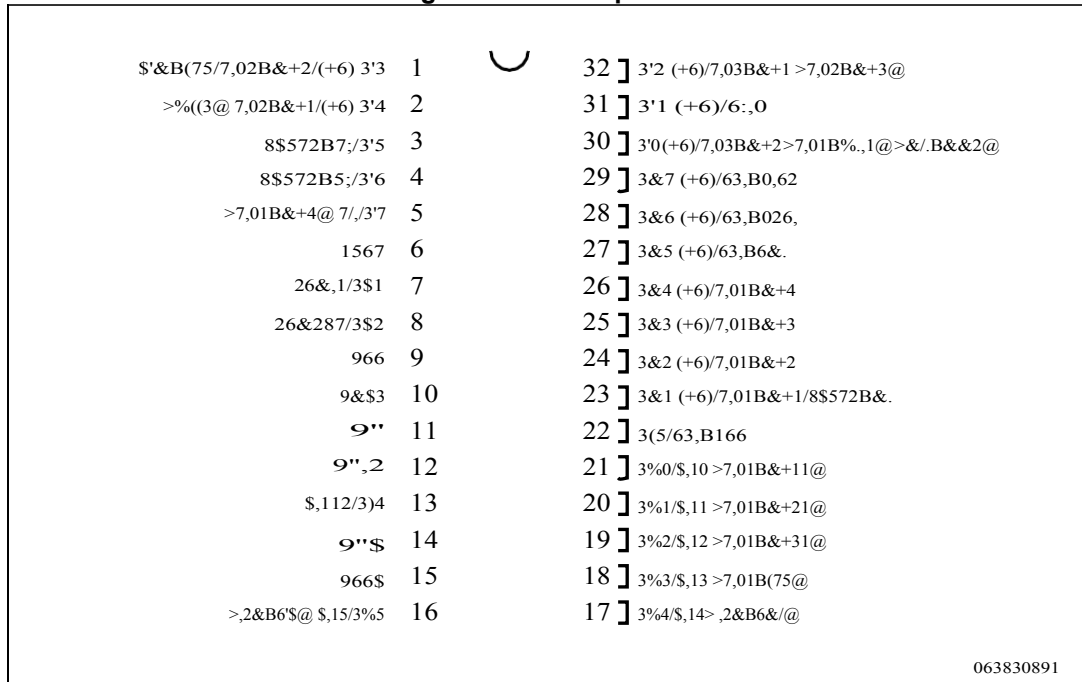 $'&B(75/7,02B&+2/(+6) 3'3 1 32 3'2 (+6)/7,03B&+1 >7,02B&+3@
>%((3@ 7,02B&+1/(+6) 3'4 2 31 3'1 (+6)/6:,0
8$572B7;/3'5 3 30 3'0(+6)/7,03B&+2>7,01B%.,1@>&/.B&&2@
8$572B5;/3'6 4 29 3&7 (+6)/63,B0,62
>7,01B&+4@ 7/,/3'7 5 28 3&6 (+6)/63,B026,
1567 6 27 3&5 (+6)/63,B6&.
26&,1/3$1 7 26 3&4 (+6)/7,01B&+4
26&287/3$2 8 25 3&3 (+6)/7,01B&+3
966 9 24 3&2 (+6)/7,01B&+2
9&$3 10 23 3&1 (+6)/7,01B&+1/8$572B&.
9'' 11 22 3(5/63,B166
9'',2 12 21 3%0/$,10 >7,01B&+11@
$,112/3)4 13 20 3%1/$,11 >7,01B&+21@
9''$ 14 19 3%2/$,12 >7,01B&+31@
966$ 15 18 3%3/$,13 >7,01B(75@
>,2&B6'$@ $,15/3%5 16 17 3%4/$,14> ,2&B6&/@
063830891